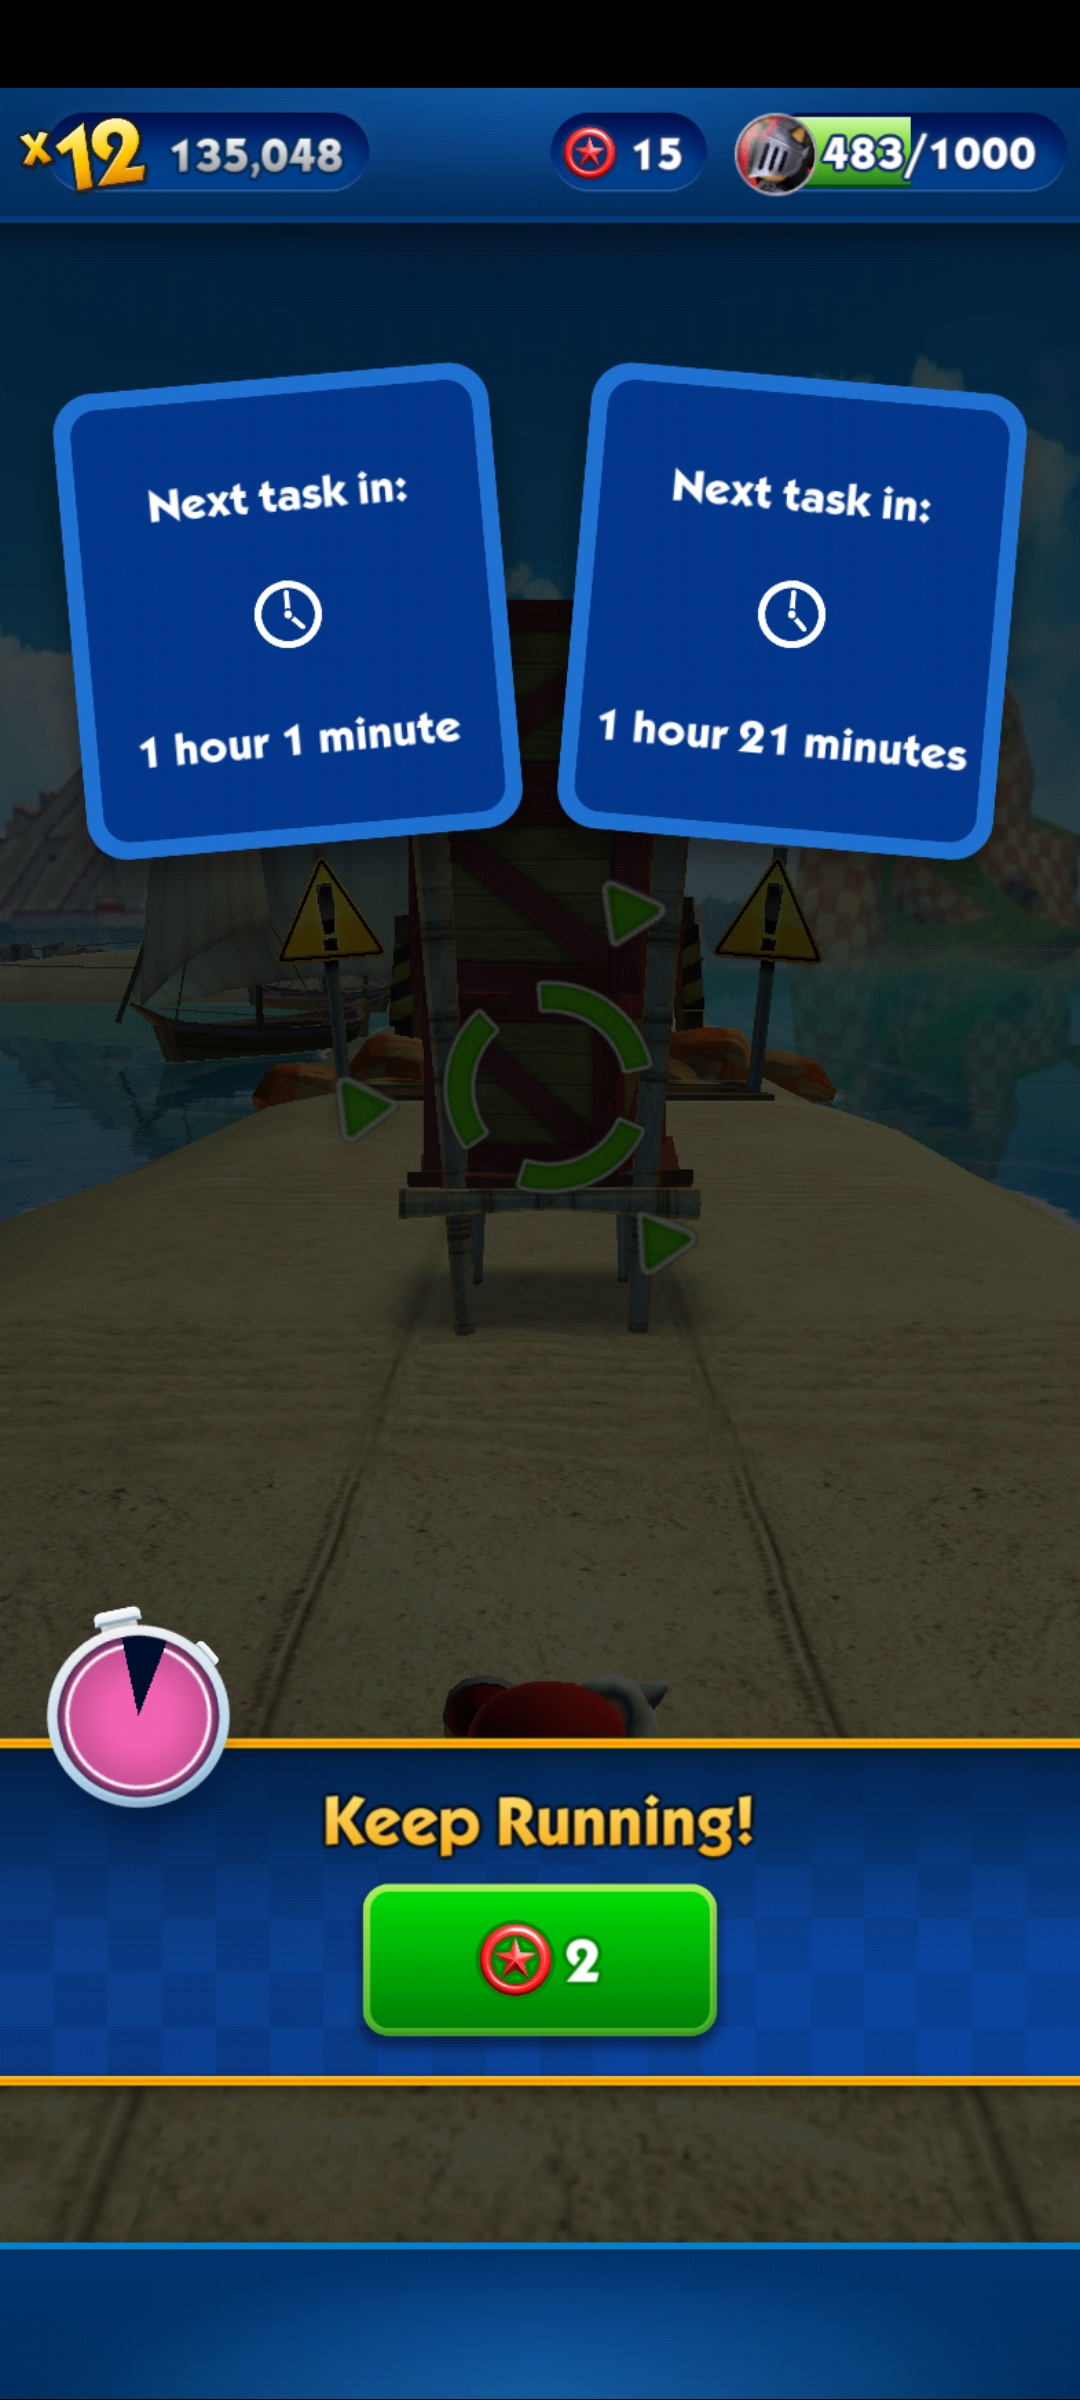 x12 135,048 15 483/1000
Next task in:
1 hour 1 minute
Next task in:
1 hour 21 minutes
Keep Running!
2